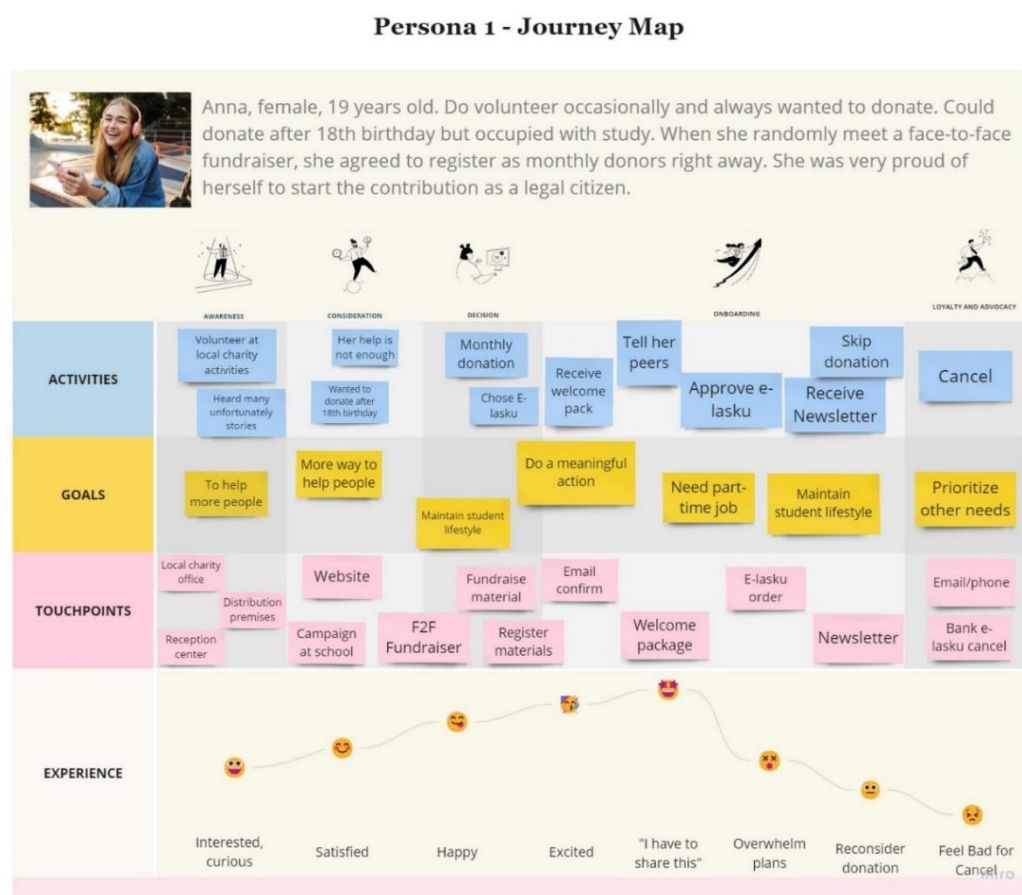 Persona 1 - Journey Map
Anna, female, 19 years old. Do volunteer occasionally and always wanted to donate. Could
donate after 18th birthday but occupied with study. When she randomly meet a face-to-face
fundraiser, she agreed to register as monthly donors right away. She was very proud of
herself to start the contribution as a legal citizen.
AWARENESS
CONSIDERATION
DECISION
ONBOARDING
LOYALTY AND ADVOCACY
ACTIVITIES
Volunteer at
local charity
activities
Heard many
unfortunately
stories
Her help is
not enough
Wanted to
donate after
18th birthday
Monthly
donation
Chose E-
lasku
Receive
welcome
pack
Tell her
peers
Approve e-
lasku
Skip
donation
Receive
Newsletter
Cancel
GOALS
To help
more people
More way to
help people
Maintain student
lifestyle
Do a meaningful
action
Need part-
time job
Maintain
student lifestyle
Prioritize
other needs
TOUCHPOINTS
Local charity
office
Distribution
premises
Reception
center
Website
Campaign
at school
F2F
Fundraiser
Fundraise
material
Register
materials
Email
confirm
Welcome
package
E-lasku
order
Newsletter
Email/phone
Bank e-
lasku cancel
EXPERIENCE
Interested,
curious
Satisfied
Happy
Excited
"I have to
share this"
Overwhelm
plans
Reconsider
donation
Feel Bad for
Cancel
miro